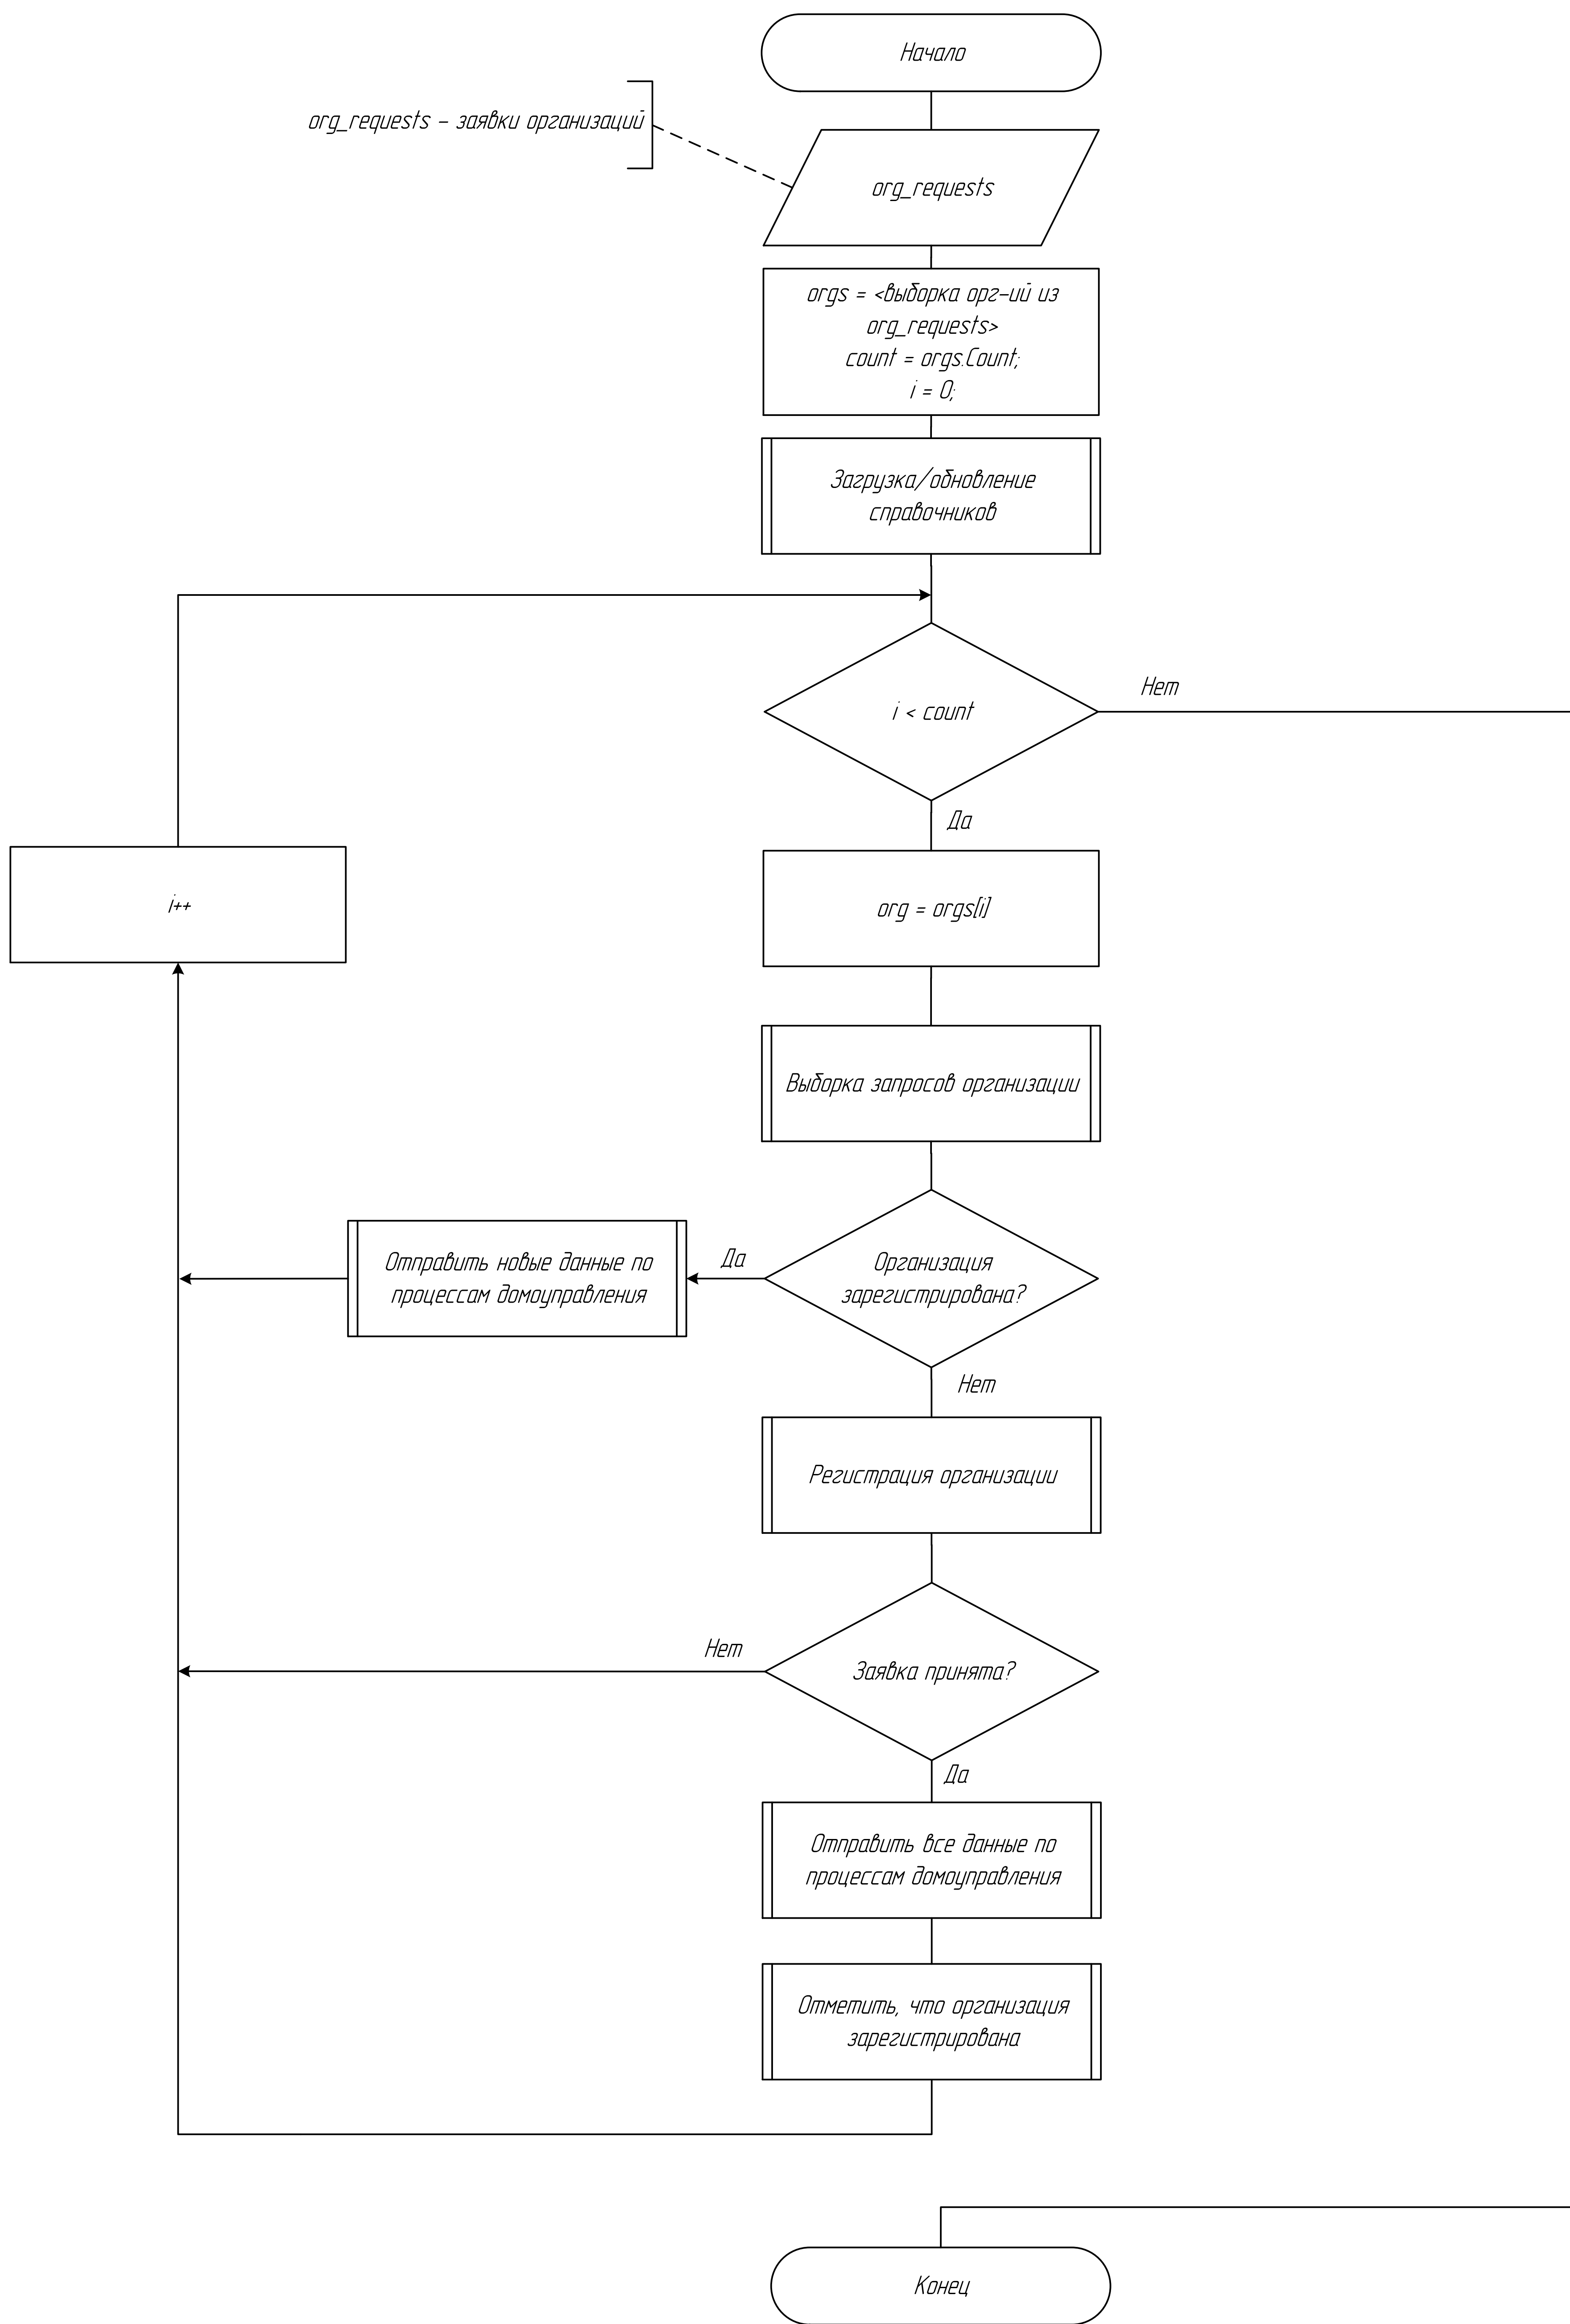 Начало
org_requests – заявки организаций
org_requests
orgs = <выборка орг-ий из
org_requests>
count = orgs.Count;
i = 0;
Загрузка/обновление
справочников
i < count
Нет
Да
i++
org = orgs[i]
Выборка запросов организации
Отправить новые данные по
процессам домоуправления
Да
Организация
зарегистрирована?
Нет
Регистрация организации
Нет
Заявка принята?
Да
Отправить все данные по
процессам домоуправления
Отметить, что организация
зарегистрирована
Конец